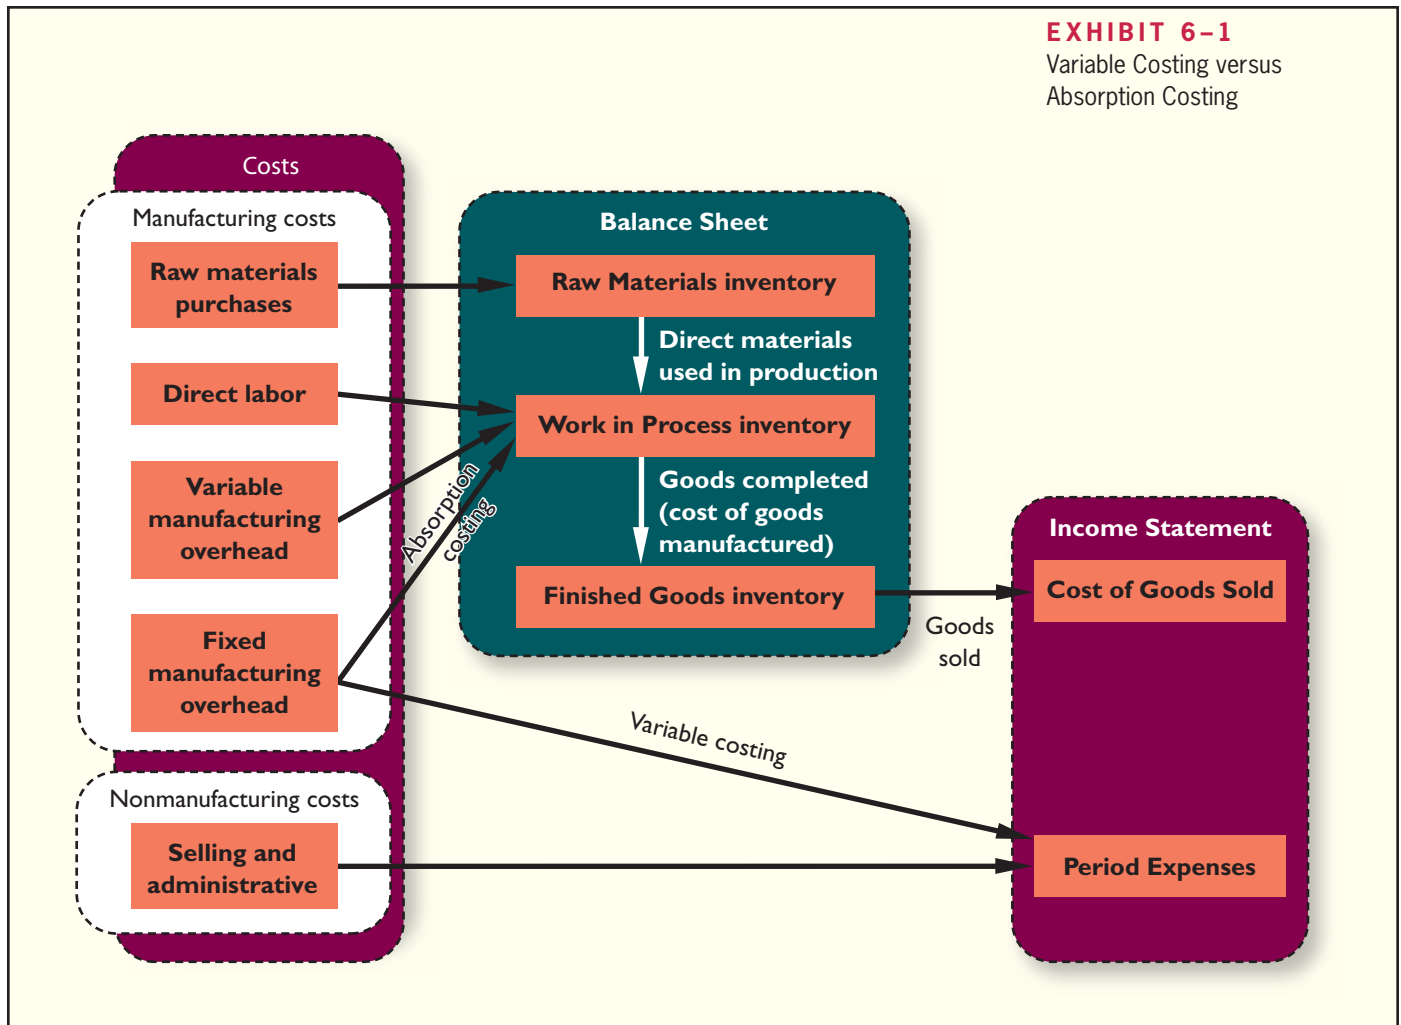 EXHIBIT 6–1
Variable Costing versus
Absorption Costing
Costs
Manufacturing costs
Raw materials
purchases
Direct labor
Variable
manufacturing
overhead
Fixed
manufacturing
overhead
Nonmanufacturing costs
Selling and
administrative
Absorption
costing
Variable costing
Balance Sheet
Raw Materials inventory
Direct materials
used in production
Work in Process inventory
Goods completed
(cost of goods
manufactured)
Finished Goods inventory
Goods
sold
Income Statement
Cost of Goods Sold
Period Expenses